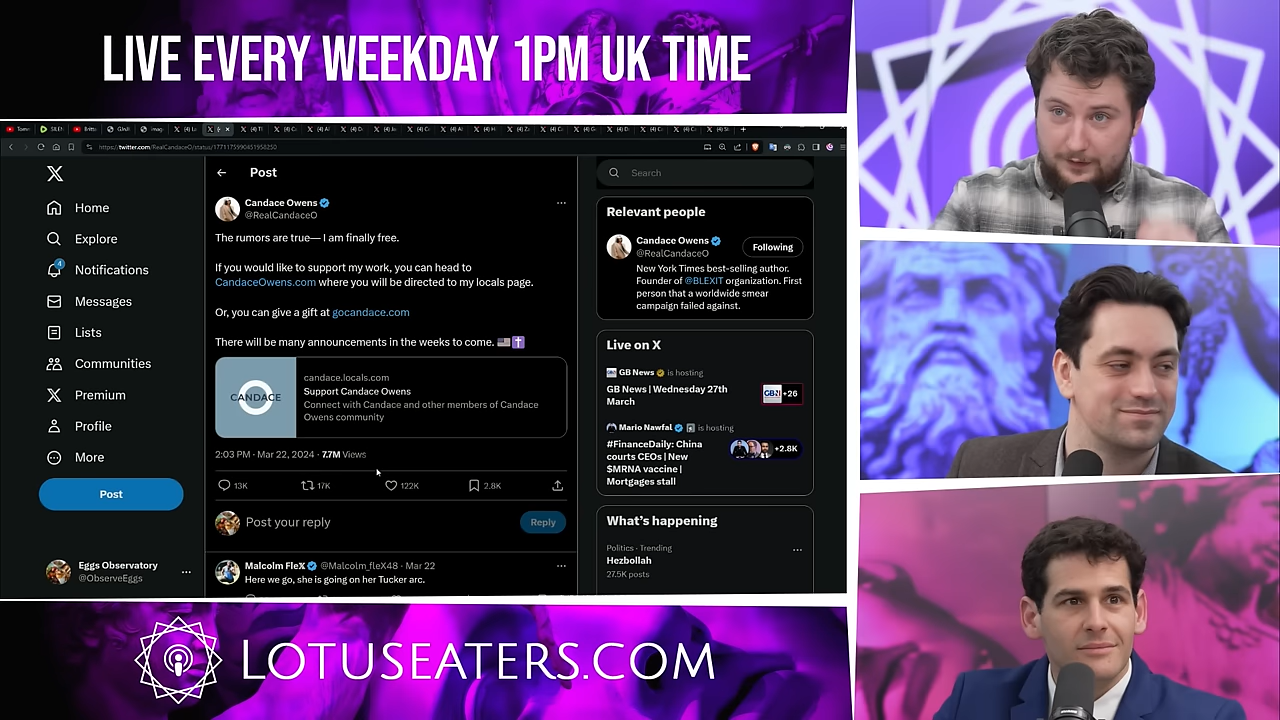 LIVE EVERY WEEKDAY 1PM UK TIME
https://twitter.com/RealCandaceO/status/1771175990451958250
Home
Explore
4
Notifications
Messages
Lists
Communities
Premium
Profile
More
Post
Eggs Observatory
@ObserveEggs
Post
Candace Owens
@RealCandaceO
The rumors are true— I am finally free.
If you would like to support my work, you can head to
CandaceOwens.com where you will be directed to my locals page.
Or, you can give a gift at gocandace.com
There will be many announcements in the weeks to come. 🇺🇸✝️
CANDACE
candace.locals.com
Support Candace Owens
Connect with Candace and other members of Candace
Owens community
2:03 PM · Mar 22, 2024 · 7.7M Views
13K 17K 122K 2.8K
Post your reply
Reply
Malcolm FleX @Malcolm_fleX48 · Mar 22
Here we go, she is going on her Tucker arc.
Search
Relevant people
Candace Owens
@RealCandaceO
Following
New York Times best-selling author.
Founder of @BLEXIT organization. First
person that a worldwide smear
campaign failed against.
Live on X
GB News is hosting
GB News | Wednesday 27th
March
GBN +26
Mario Nawfal is hosting
#FinanceDaily: China
courts CEOs | New
$MRNA vaccine |
Mortgages stall
+2.8K
What's happening
Politics · Trending
Hezbollah
27.5K posts
LOTUSEATERS.COM